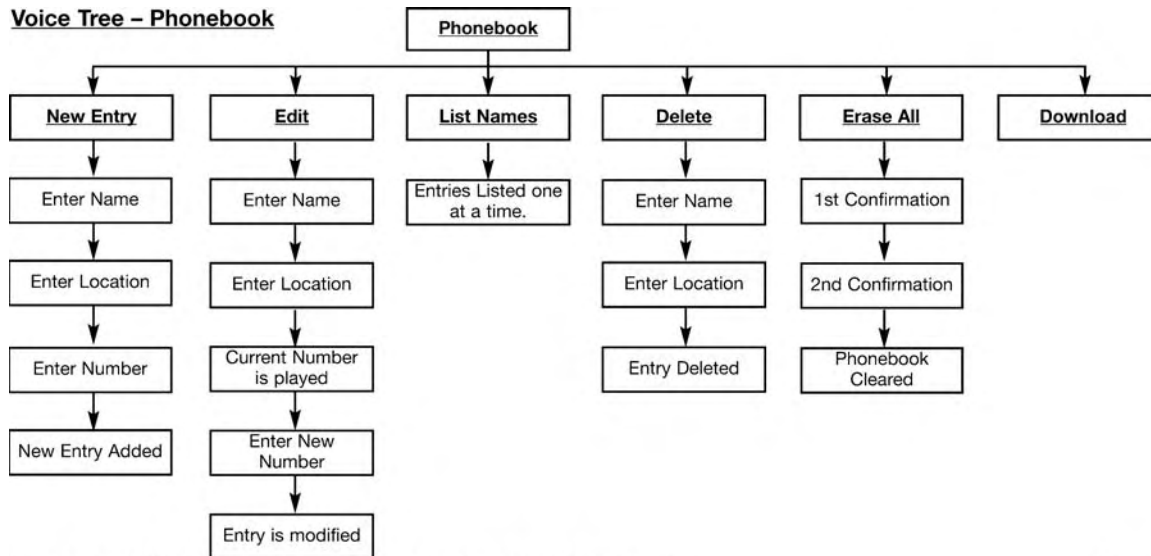 Voice Tree – Phonebook
Phonebook
New Entry
Edit
List Names
Delete
Erase All
Download
Enter Name
Enter Name
Entries Listed one
at a time.
Enter Name
1st Confirmation
Enter Location
Enter Location
Enter Location
2nd Confirmation
Enter Number
Current Number
is played
Entry Deleted
Phonebook
Cleared
New Entry Added
Enter New
Number
Entry is modified